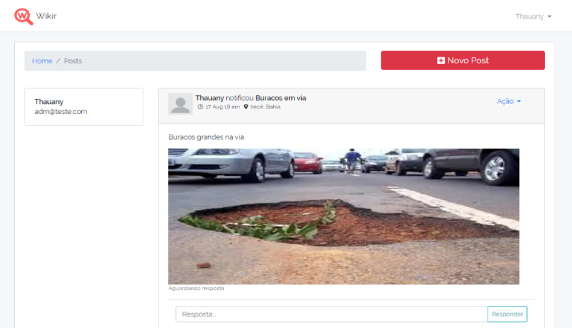 Wikir
Thauany
Home / Posts
Novo Post
Thauany
adm@teste.com
Thauany notificou Buracos em via
17 Aug 18 em Irecê, Bahia
Ação
Buracos grandes na via
Aguardando resposta
Resposta...
Responder